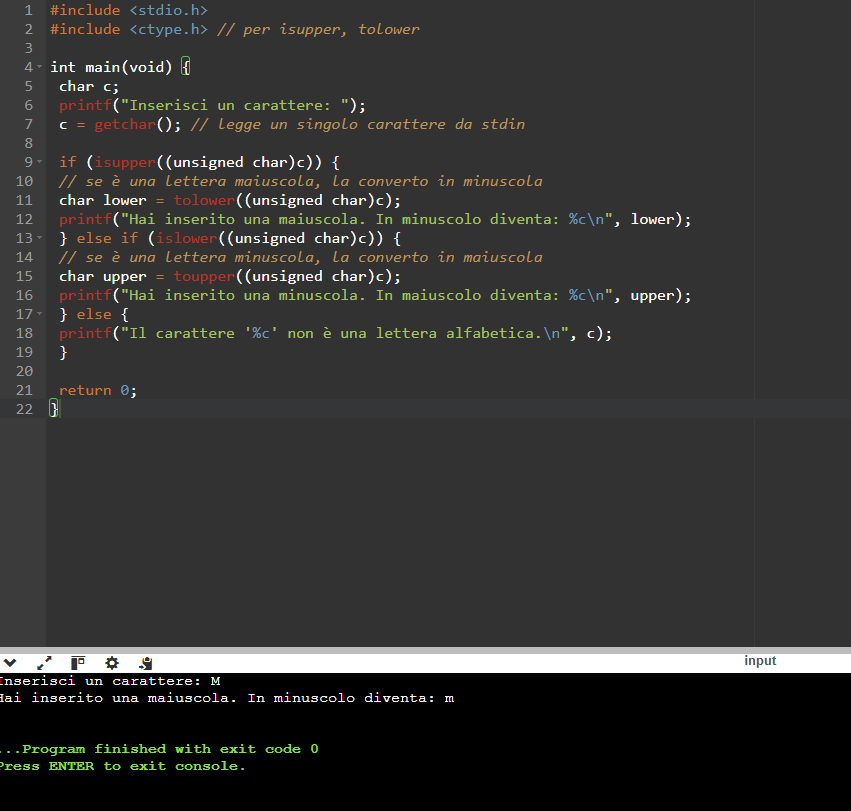 1 #include <stdio.h>
2 #include <ctype.h> // per isupper, tolower
3
4 int main(void) {
5 char c;
6 printf("Inserisci un carattere: ");
7 c = getchar(); // legge un singolo carattere da stdin
8
9 if (isupper((unsigned char)c)) {
10 // se è una lettera maiuscola, la converto in minuscola
11 char lower = tolower((unsigned char)c);
12 printf("Hai inserito una maiuscola. In minuscolo diventa: %c\n", lower);
13 } else if (islower((unsigned char)c)) {
14 // se è una lettera minuscola, la converto in maiuscola
15 char upper = toupper((unsigned char)c);
16 printf("Hai inserito una minuscola. In maiuscolo diventa: %c\n", upper);
17 } else {
18 printf("Il carattere '%c' non è una lettera alfabetica.\n", c);
19 }
20
21 return 0;
22 }
input
Inserisci un carattere: M
Hai inserito una maiuscola. In minuscolo diventa: m
...Program finished with exit code 0
Press ENTER to exit console.